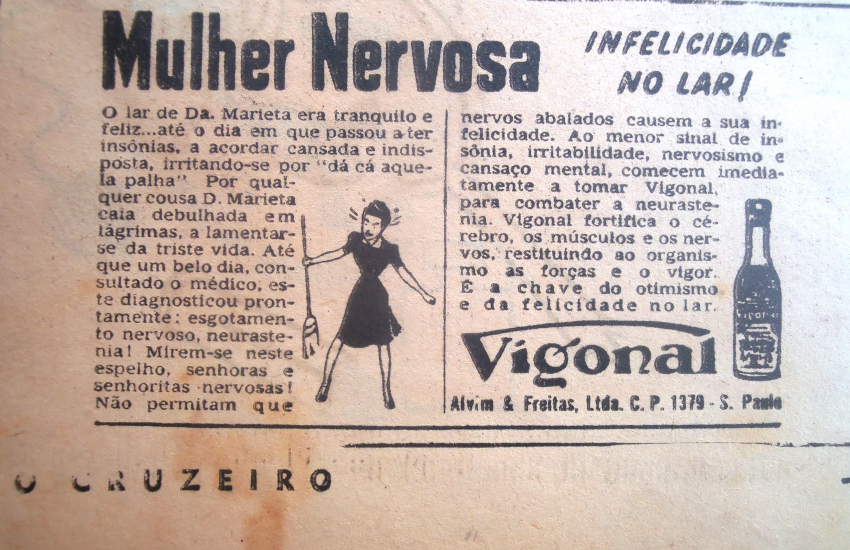 Mulher Nervosa
INFELICIDADE
NO LAR!
O lar de Da. Marieta era tranquilo e
feliz...até o dia em que passou a ter
insônias, a acordar cansada e indis-
posta, irritando-se por "dá cá aque-
la palha". Por qual-
quer cousa D. Marieta
caia debulhada em
lágrimas, a lamentar-
se da triste vida. Até
que um belo dia, con-
sultado o médico, es-
te diagnosticou pron-
tamente: esgotamen-
to nervoso, neuraste-
nia! Mirem-se neste
espelho, senhoras e
senhoritas nervosas!
Não permitam que
nervos abalados causem a sua in-
felicidade. Ao menor sinal de in-
sônia, irritabilidade, nervosismo e
cansaço mental, comecem imedia-
tamente a tomar Vigonal,
para combater a neuraste-
nia. Vigonal fortifica o cé-
rebro, os músculos e os ner-
vos, restituindo ao organis-
mo as forças e o vigor.
É a chave do otimismo
e da felicidade no lar.
Vigonal
Vigonal
Alvim & Freitas, Ltda. C. P. 1379 - S. Paulo
O CRUZEIRO